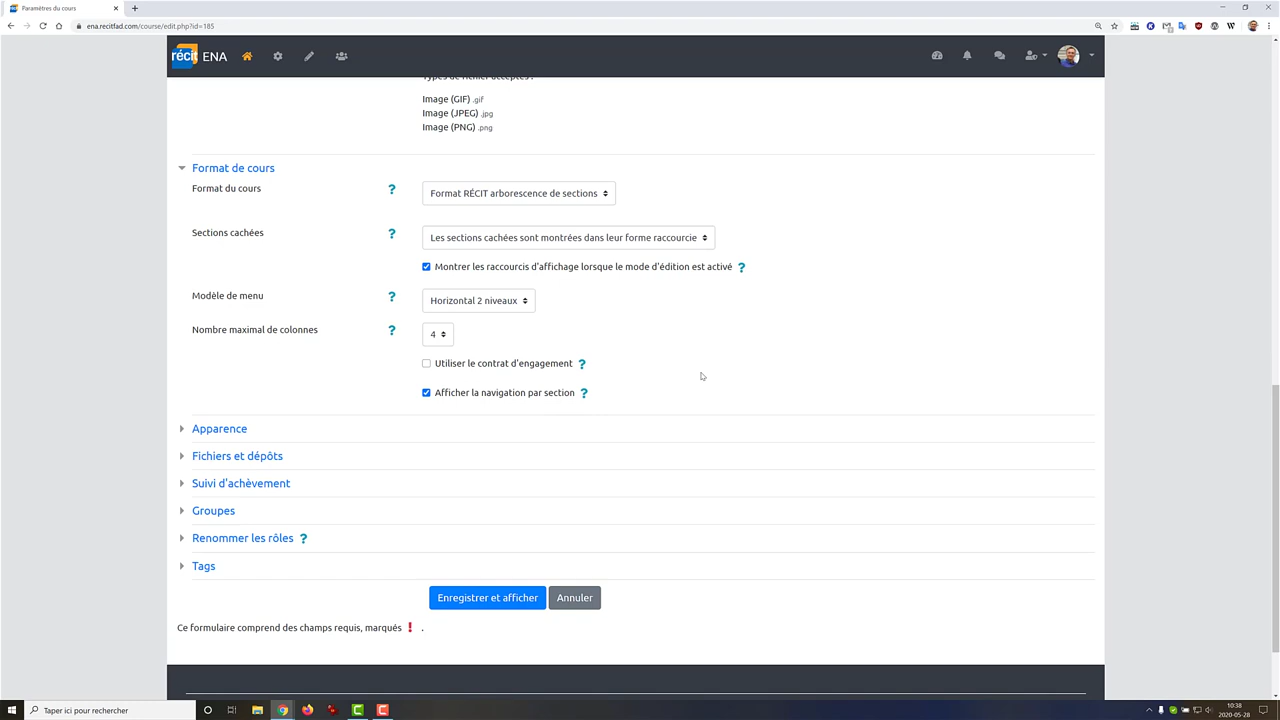 Paramètres du cours
ena.recitfad.com/course/edit.php?id=185
récit ENA
Types de fichier acceptés :
Image (GIF) .gif
Image (JPEG) .jpg
Image (PNG) .png
Format de cours
Format du cours ? Format RÉCIT arborescence de sections
Sections cachées ? Les sections cachées sont montrées dans leur forme raccourcie
Montrer les raccourcis d'affichage lorsque le mode d'édition est activé ?
Modèle de menu ? Horizontal 2 niveaux
Nombre maximal de colonnes ? 4
Utiliser le contrat d'engagement ?
Afficher la navigation par section ?
Apparence
Fichiers et dépôts
Suivi d'achèvement
Groupes
Renommer les rôles ?
Tags
Enregistrer et afficher Annuler
Ce formulaire comprend des champs requis, marqués ! .
Taper ici pour rechercher
10:38
2020-05-28